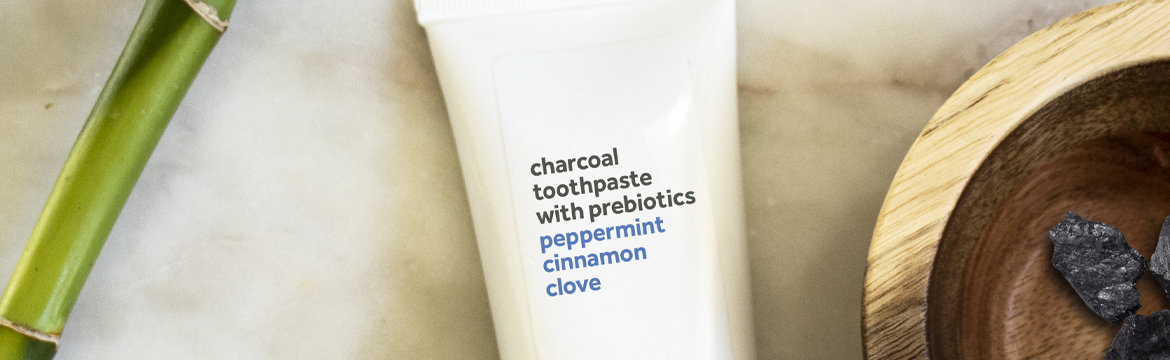 charcoal
toothpaste
with prebiotics
peppermint
cinnamon
clove